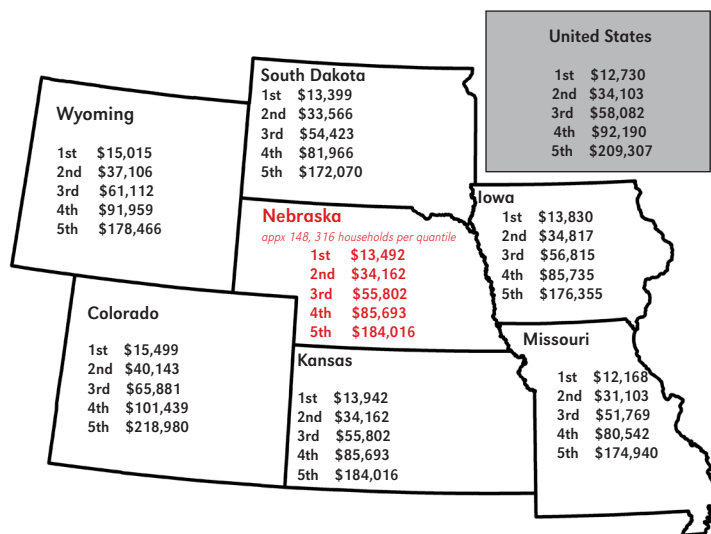 United States
1st $12,730
2nd $34,103
3rd $58,082
4th $92,190
5th $209,307
South Dakota
1st $13,399
2nd $33,566
3rd $54,423
4th $81,966
5th $172,070
Wyoming
1st $15,015
2nd $37,106
3rd $61,112
4th $91,959
5th $178,466
Iowa
1st $13,830
2nd $34,817
3rd $56,815
4th $85,735
5th $176,355
Nebraska
appx 148, 316 households per quantile
1st $13,492
2nd $34,162
3rd $55,802
4th $85,693
5th $184,016
Colorado
1st $15,499
2nd $40,143
3rd $65,881
4th $101,439
5th $218,980
Kansas
1st $13,942
2nd $34,162
3rd $55,802
4th $85,693
5th $184,016
Missouri
1st $12,168
2nd $31,103
3rd $51,769
4th $80,542
5th $174,940